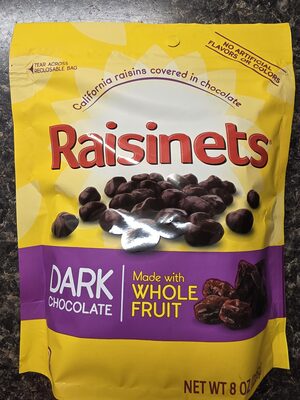 TEAR ACROSS
RECLOSABLE BAG
NO ARTIFICIAL
FLAVORS OR COLORS
California raisins covered in chocolate
Raisinets
DARK
CHOCOLATE
Made with
WHOLE
FRUIT
NET WT 8 OZ